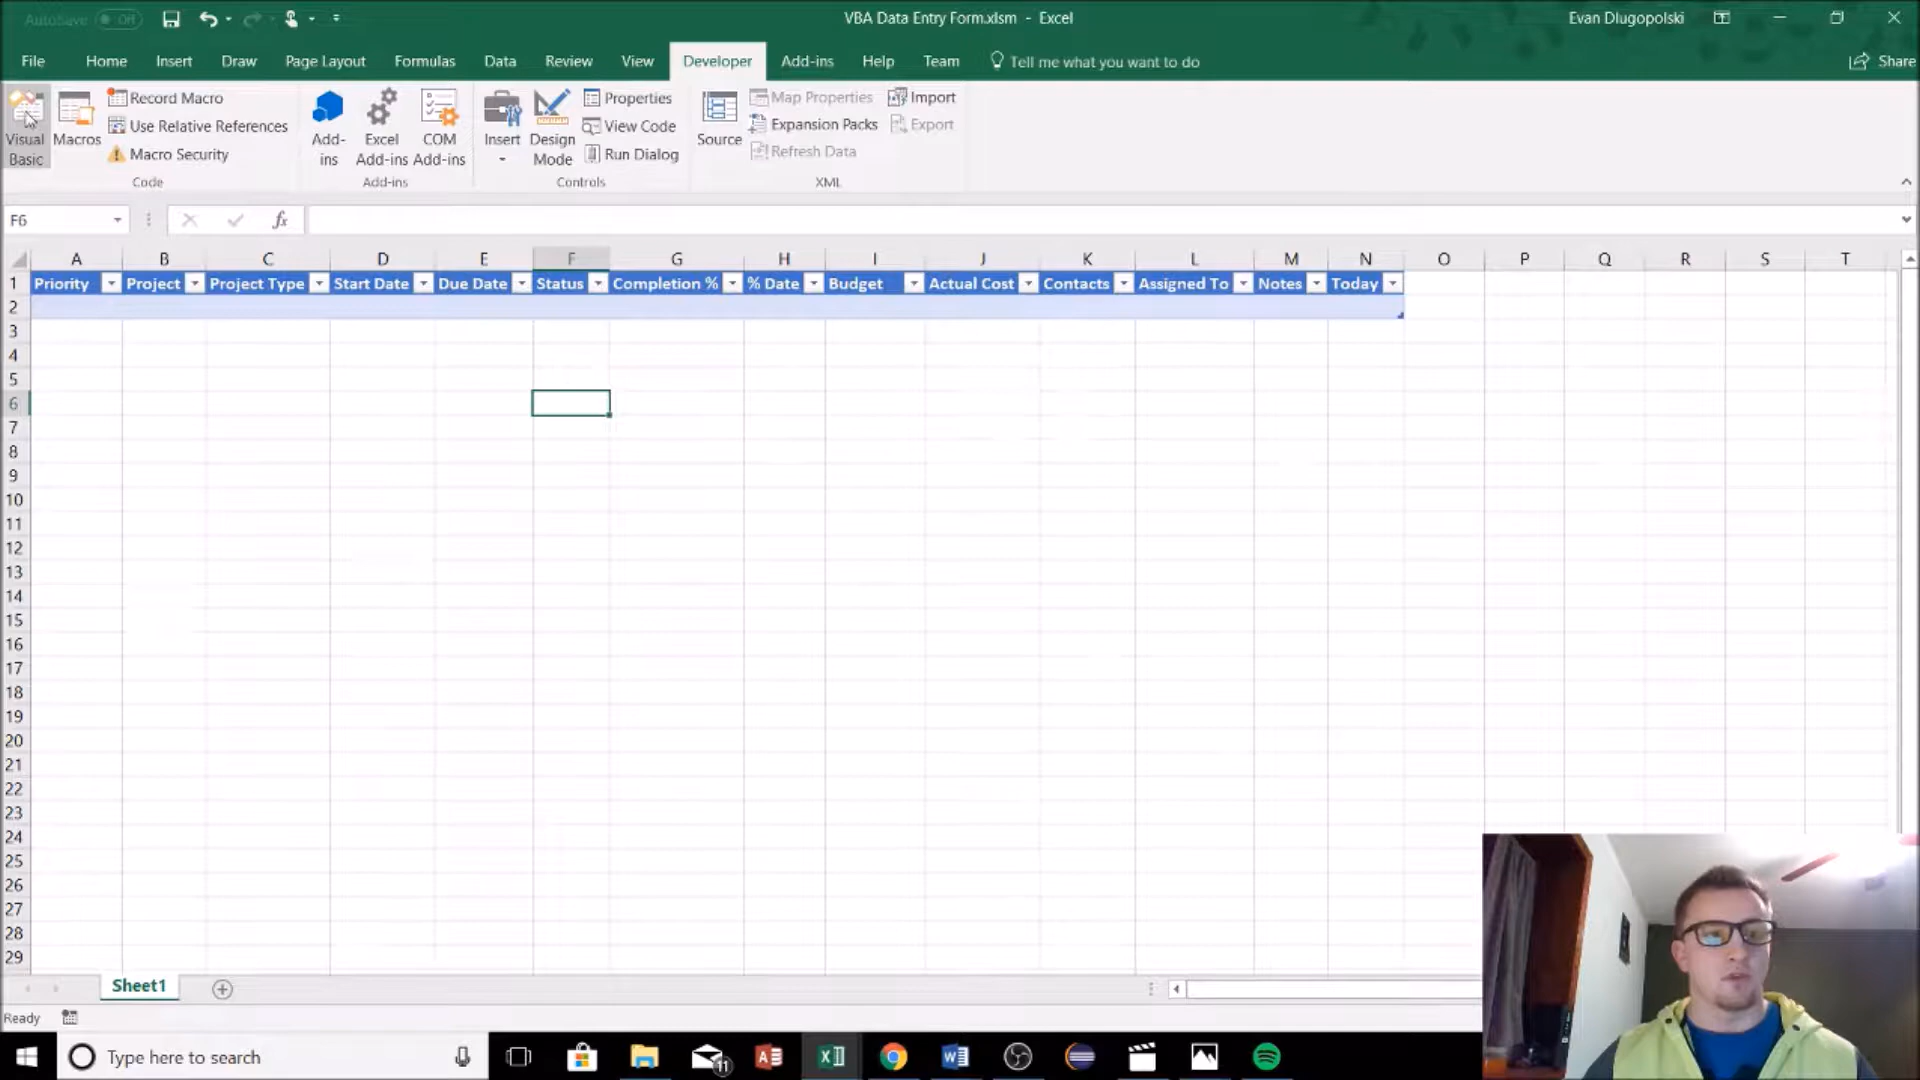 AutoSave Off
VBA Data Entry Form.xlsm - Excel
Evan Dlugopolski
File Home Insert Draw Page Layout Formulas Data Review View Developer Add-ins Help Team Tell me what you want to do Share
Visual Basic
Macros
Record Macro
Use Relative References
Macro Security
Code
Add-ins
Excel Add-ins
COM Add-ins
Add-ins
Insert
Design Mode
Properties
View Code
Run Dialog
Controls
Source
Map Properties
Expansion Packs
Refresh Data
Import
Export
XML
F6
fx
A B C D E F G H I J K L M N O P Q R S T
1 Priority Project Project Type Start Date Due Date Status Completion % % Date Budget Actual Cost Contacts Assigned To Notes Today
2
3
4
5
6
7
8
9
10
11
12
13
14
15
16
17
18
19
20
21
22
23
24
25
26
27
28
29
Sheet1
Ready
Type here to search
11